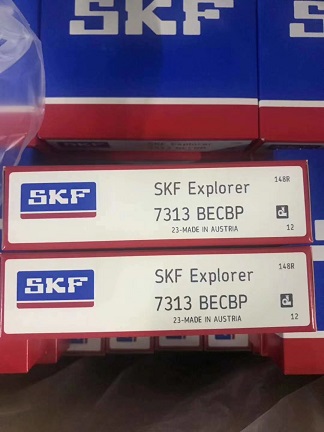 SKF
SKF
SKF Explorer
148R
7313 BECBP
23-MADE IN AUSTRIA
12
SKF
SKF Explorer
148R
7313 BECBP
23-MADE IN AUSTRIA
12